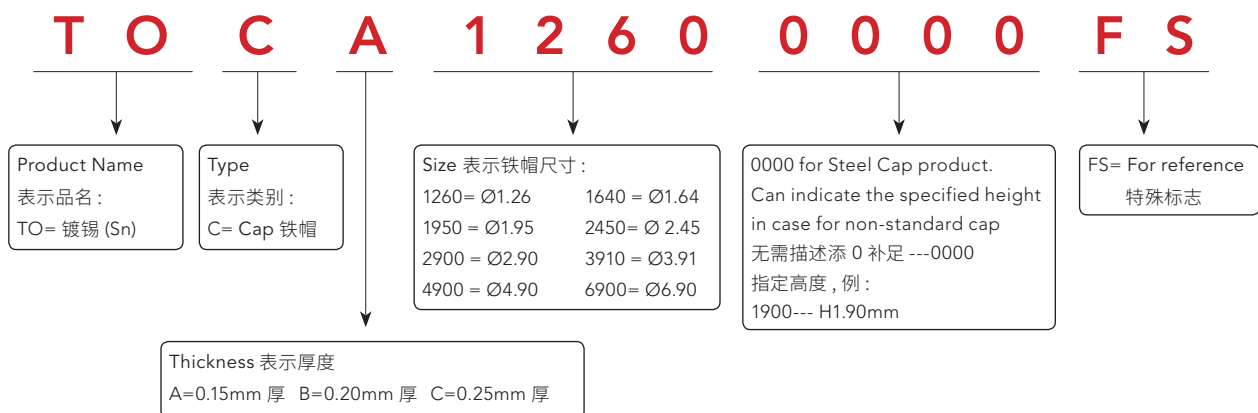 T O C A 1 2 6 0 0 0 0 0 F S
Product Name
表示品名 :
TO= 镀锡 (Sn)
Type
表示类别 :
C= Cap 铁帽
Size 表示铁帽尺寸 :
1260= Ø1.26 1640 = Ø1.64
1950 = Ø1.95 2450= Ø 2.45
2900 = Ø2.90 3910 = Ø3.91
4900 = Ø4.90 6900= Ø6.90
0000 for Steel Cap product.
Can indicate the specified height
in case for non-standard cap
无需描述添 0 补足 ---0000
指定高度 , 例 :
1900--- H1.90mm
FS= For reference
特殊标志
Thickness 表示厚度
A=0.15mm 厚 B=0.20mm 厚 C=0.25mm 厚